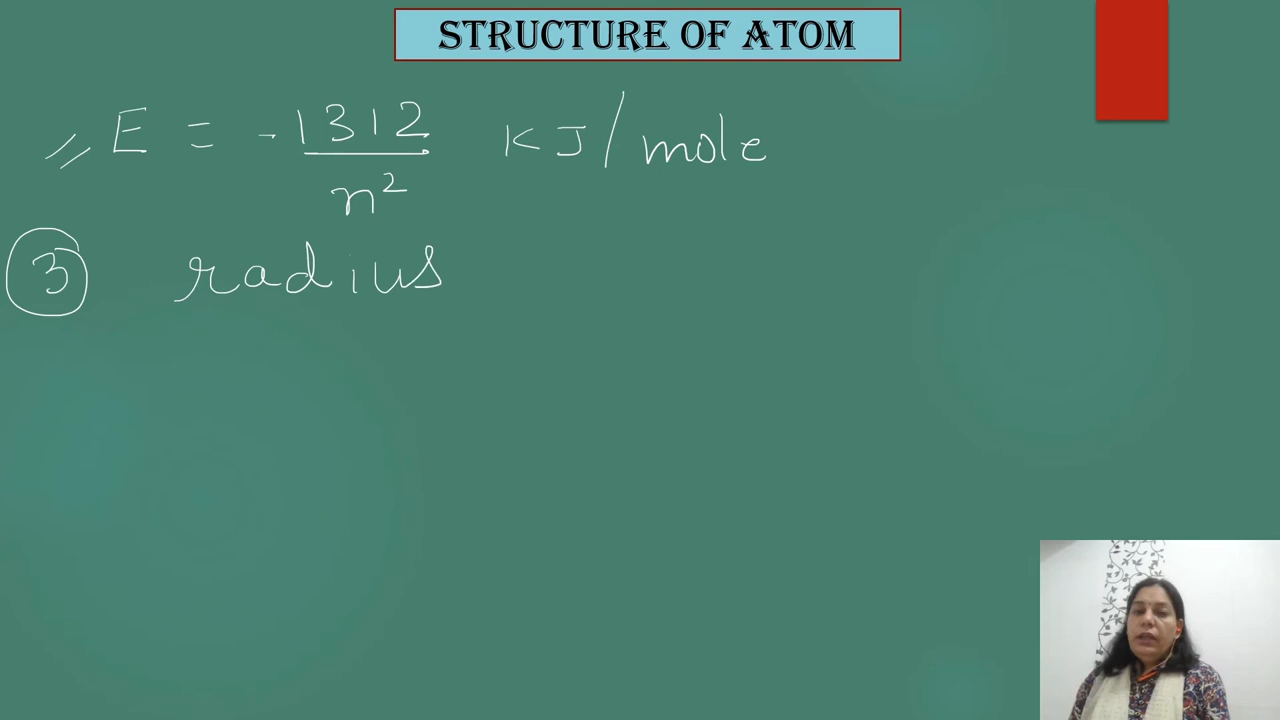 STRUCTURE OF ATOM
E = -1312/n² KJ/mole
3 radius